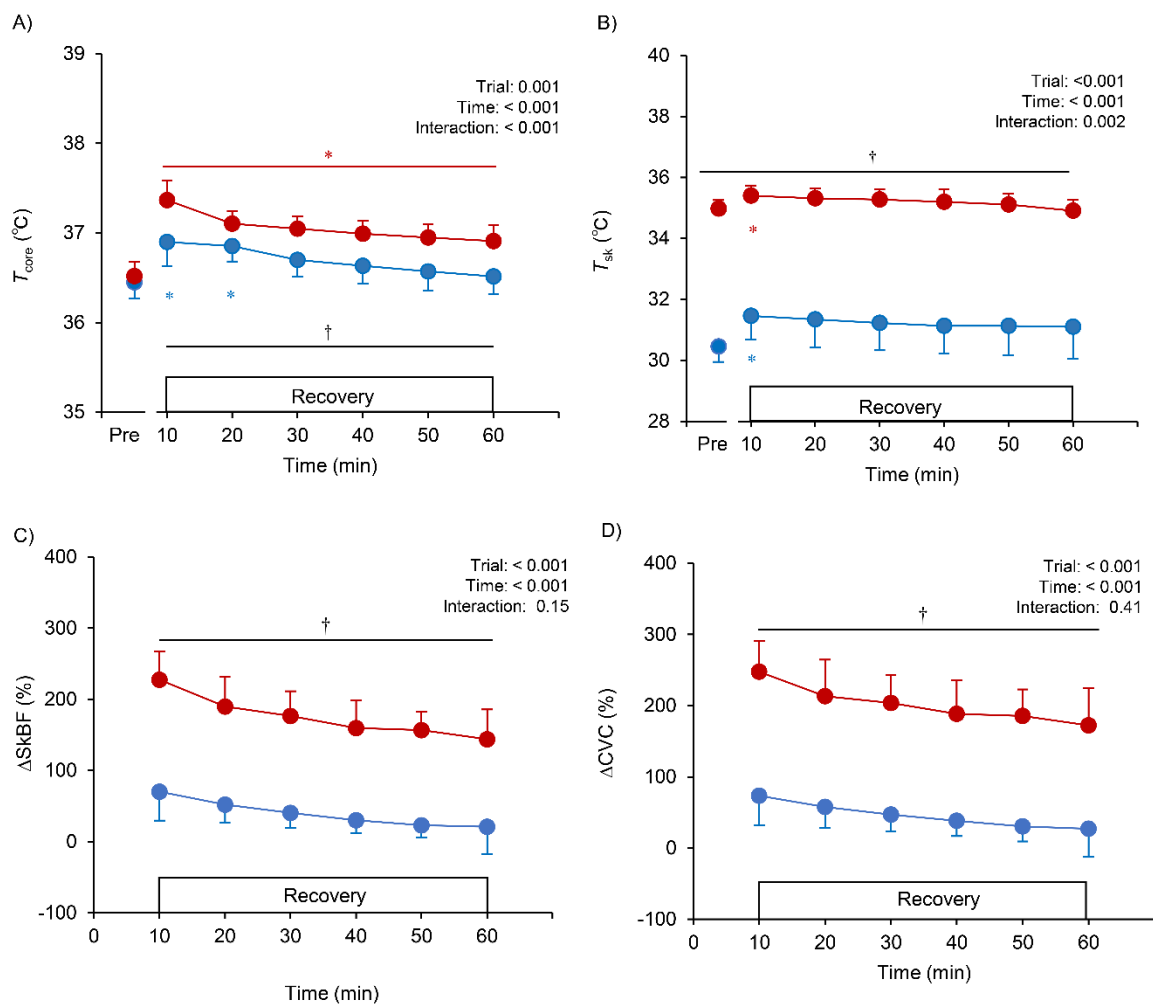 A)
39
38
37
36
35
T core (℃)
Trial: 0.001
Time: < 0.001
Interaction: < 0.001
*
* *
†
Recovery
Pre 10 20 30 40 50 60
Time (min)
B)
40
38
36
34
32
30
28
T sk (℃)
Trial: <0.001
Time: < 0.001
Interaction: 0.002
†
*
*
Recovery
Pre 10 20 30 40 50 60
Time (min)
C)
400
300
200
100
0
-100
ΔSkBF (%)
Trial: < 0.001
Time: < 0.001
Interaction: 0.15
†
Recovery
0 10 20 30 40 50 60
Time (min)
D)
400
300
200
100
0
-100
ΔCVC (%)
Trial: < 0.001
Time: < 0.001
Interaction: 0.41
†
Recovery
0 10 20 30 40 50 60
Time (min)